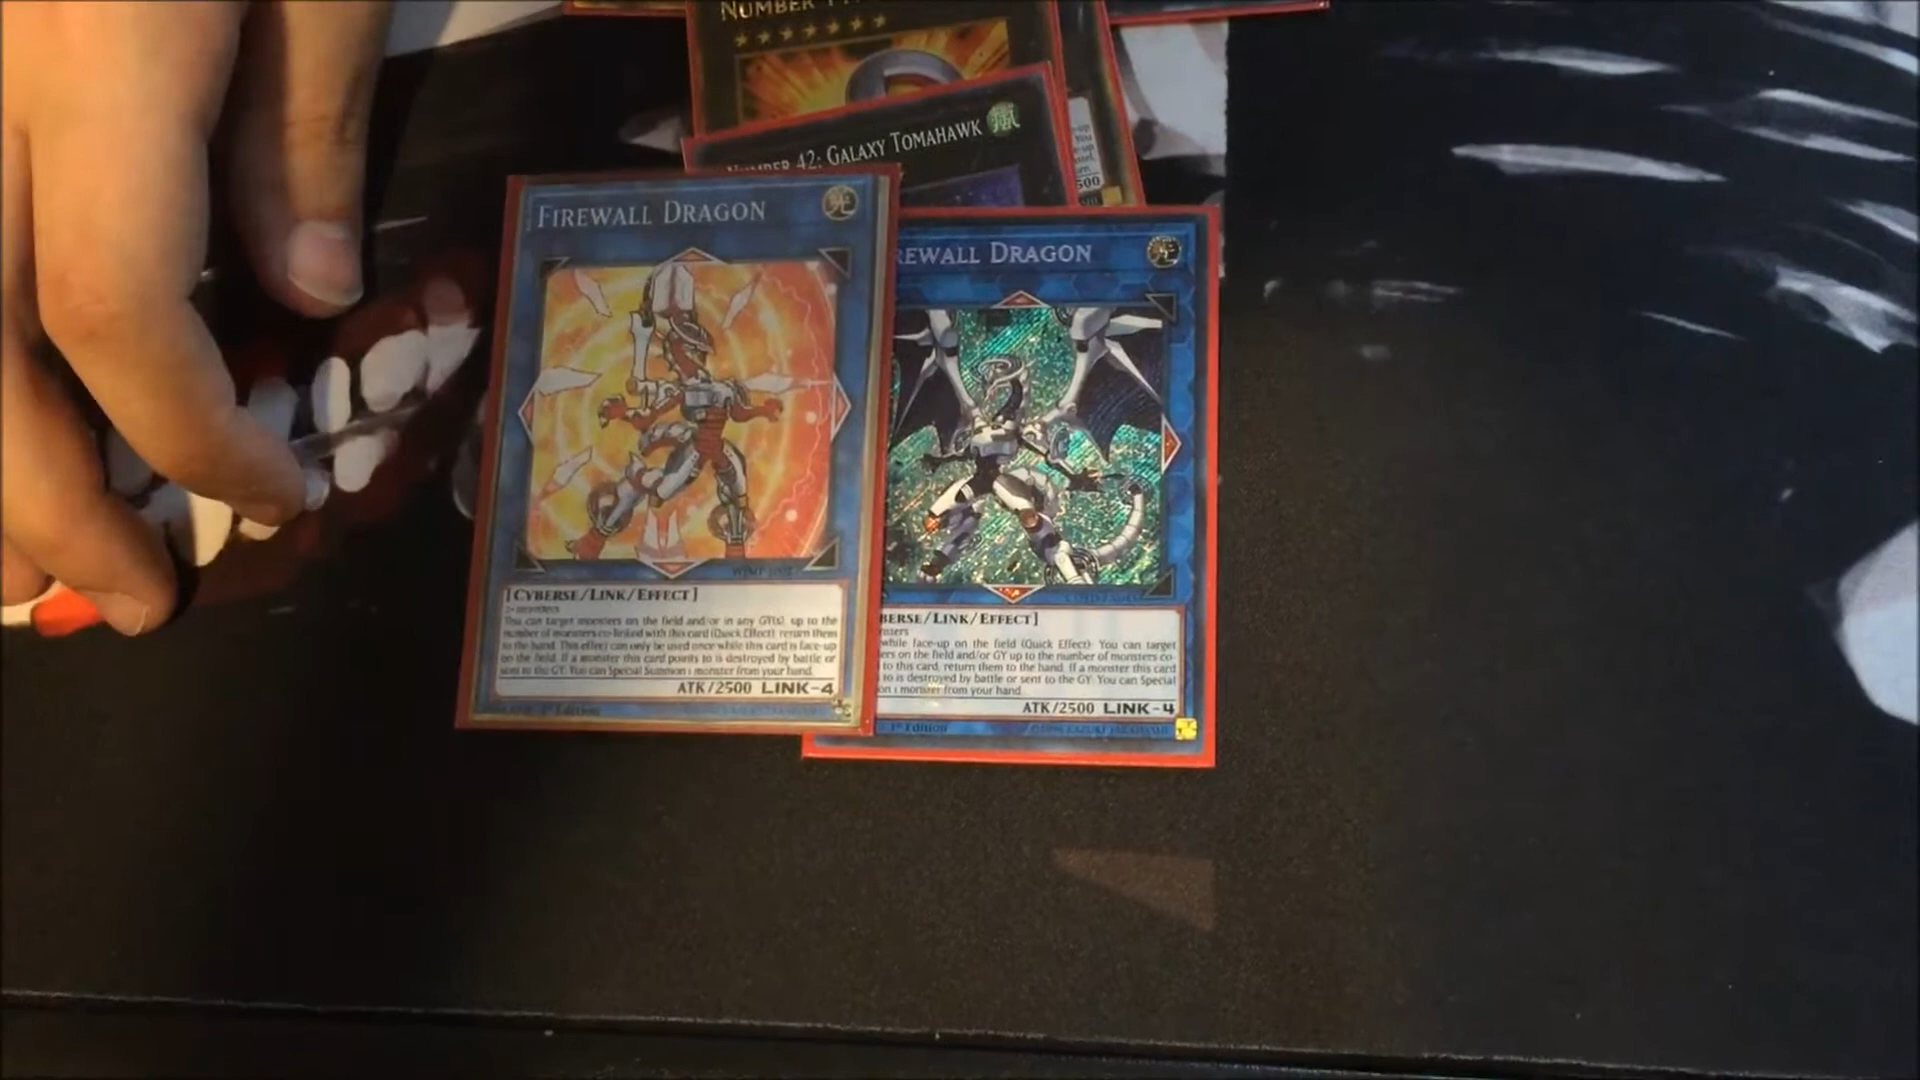 NUMBER
NUMBER 42: GALAXY TOMAHAWK
500
FIREWALL DRAGON
[CYBERSE/LINK/EFFECT]
2+ monsters
You can target monsters on the field and/or in any GY(s), up to the
number of monsters co-linked with this card (Quick Effect); return them
to the hand. This effect can only be used once while this card is face-up
on the field. If a monster this card points to is destroyed by battle or
sent to the GY: You can Special Summon 1 monster from your hand.
ATK/2500 LINK-4
1st Edition
REWALL DRAGON
BERSE/LINK/EFFECT]
nsters
while face-up on the field (Quick Effect): You can target
ers on the field and/or GY up to the number of monsters co-
to this card; return them to the hand. If a monster this card
to is destroyed by battle or sent to the GY: You can Special
on 1 monster from your hand.
ATK/2500 LINK-4
1st Edition